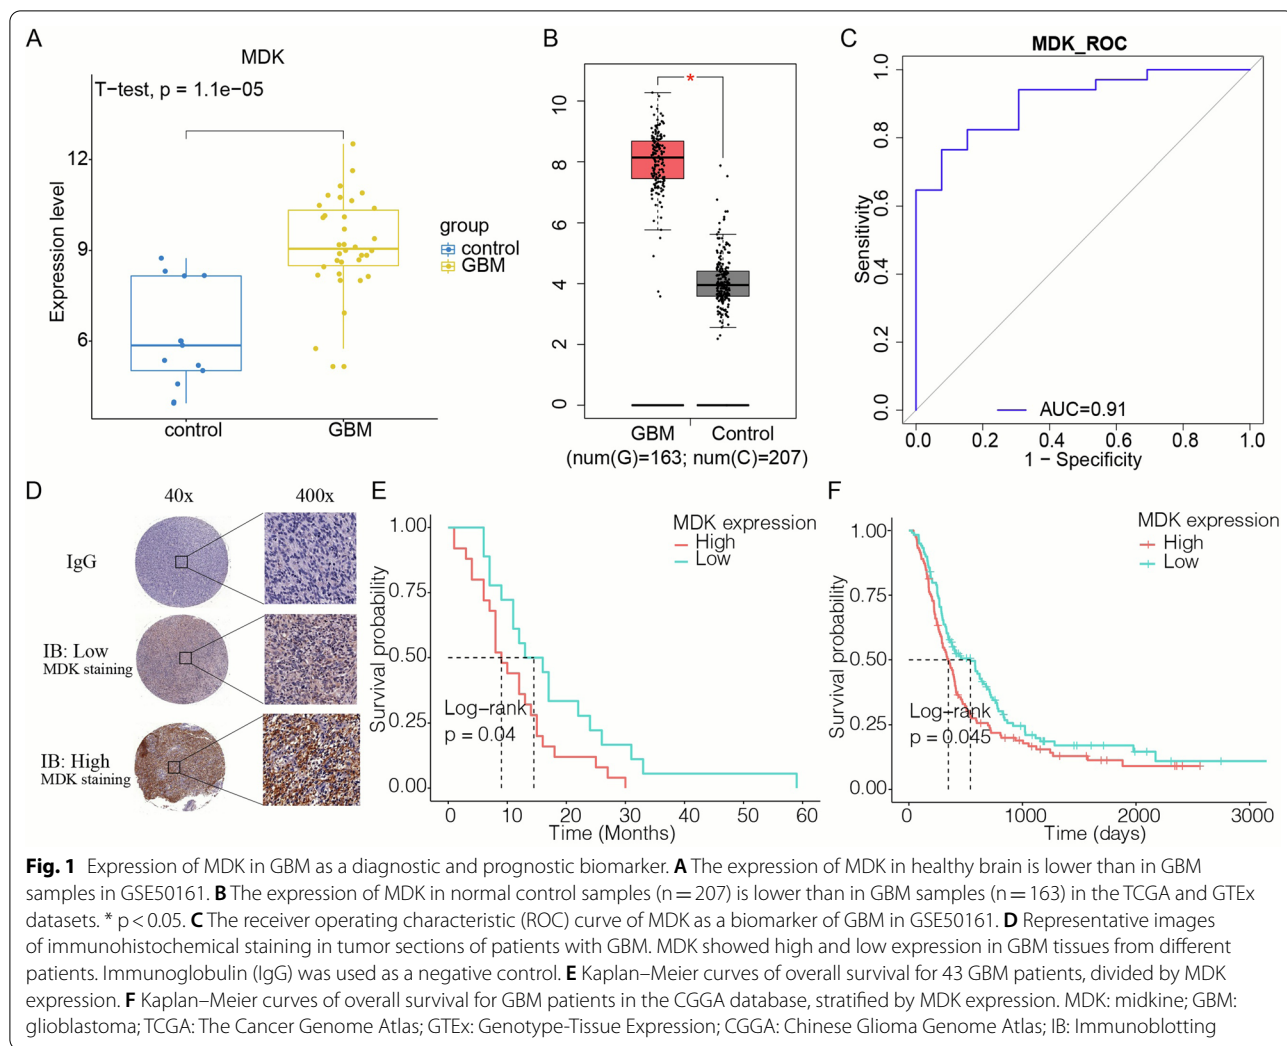 A
MDK
T−test, p = 1.1e−05
Expression level
12
9
6
control
GBM
group
control
GBM
B
*
10
8
6
4
2
0
GBM
Control
(num(G)=163; num(C)=207)
C
MDK_ROC
Sensitivity
1.0
0.8
0.6
0.4
0.2
0.0
AUC=0.91
0.0 0.2 0.4 0.6 0.8 1.0
1 − Specificity
D
40x
400x
IgG
IB: Low
MDK staining
IB: High
MDK staining
E
MDK expression
High
Low
Survival probability
1.00
0.75
0.50
0.25
0.00
Log−rank
p = 0.04
0 10 20 30 40 50 60
Time (Months)
F
MDK expression
High
Low
Survival probability
1.00
0.75
0.50
0.25
0.00
Log−rank
p = 0.045
0 1000 2000 3000
Time (days)
Fig. 1 Expression of MDK in GBM as a diagnostic and prognostic biomarker. A The expression of MDK in healthy brain is lower than in GBM
samples in GSE50161. B The expression of MDK in normal control samples (n = 207) is lower than in GBM samples (n = 163) in the TCGA and GTEx
datasets. * p < 0.05. C The receiver operating characteristic (ROC) curve of MDK as a biomarker of GBM in GSE50161. D Representative images
of immunohistochemical staining in tumor sections of patients with GBM. MDK showed high and low expression in GBM tissues from different
patients. Immunoglobulin (IgG) was used as a negative control. E Kaplan–Meier curves of overall survival for 43 GBM patients, divided by MDK
expression. F Kaplan–Meier curves of overall survival for GBM patients in the CGGA database, stratified by MDK expression. MDK: midkine; GBM:
glioblastoma; TCGA: The Cancer Genome Atlas; GTEx: Genotype-Tissue Expression; CGGA: Chinese Glioma Genome Atlas; IB: Immunoblotting